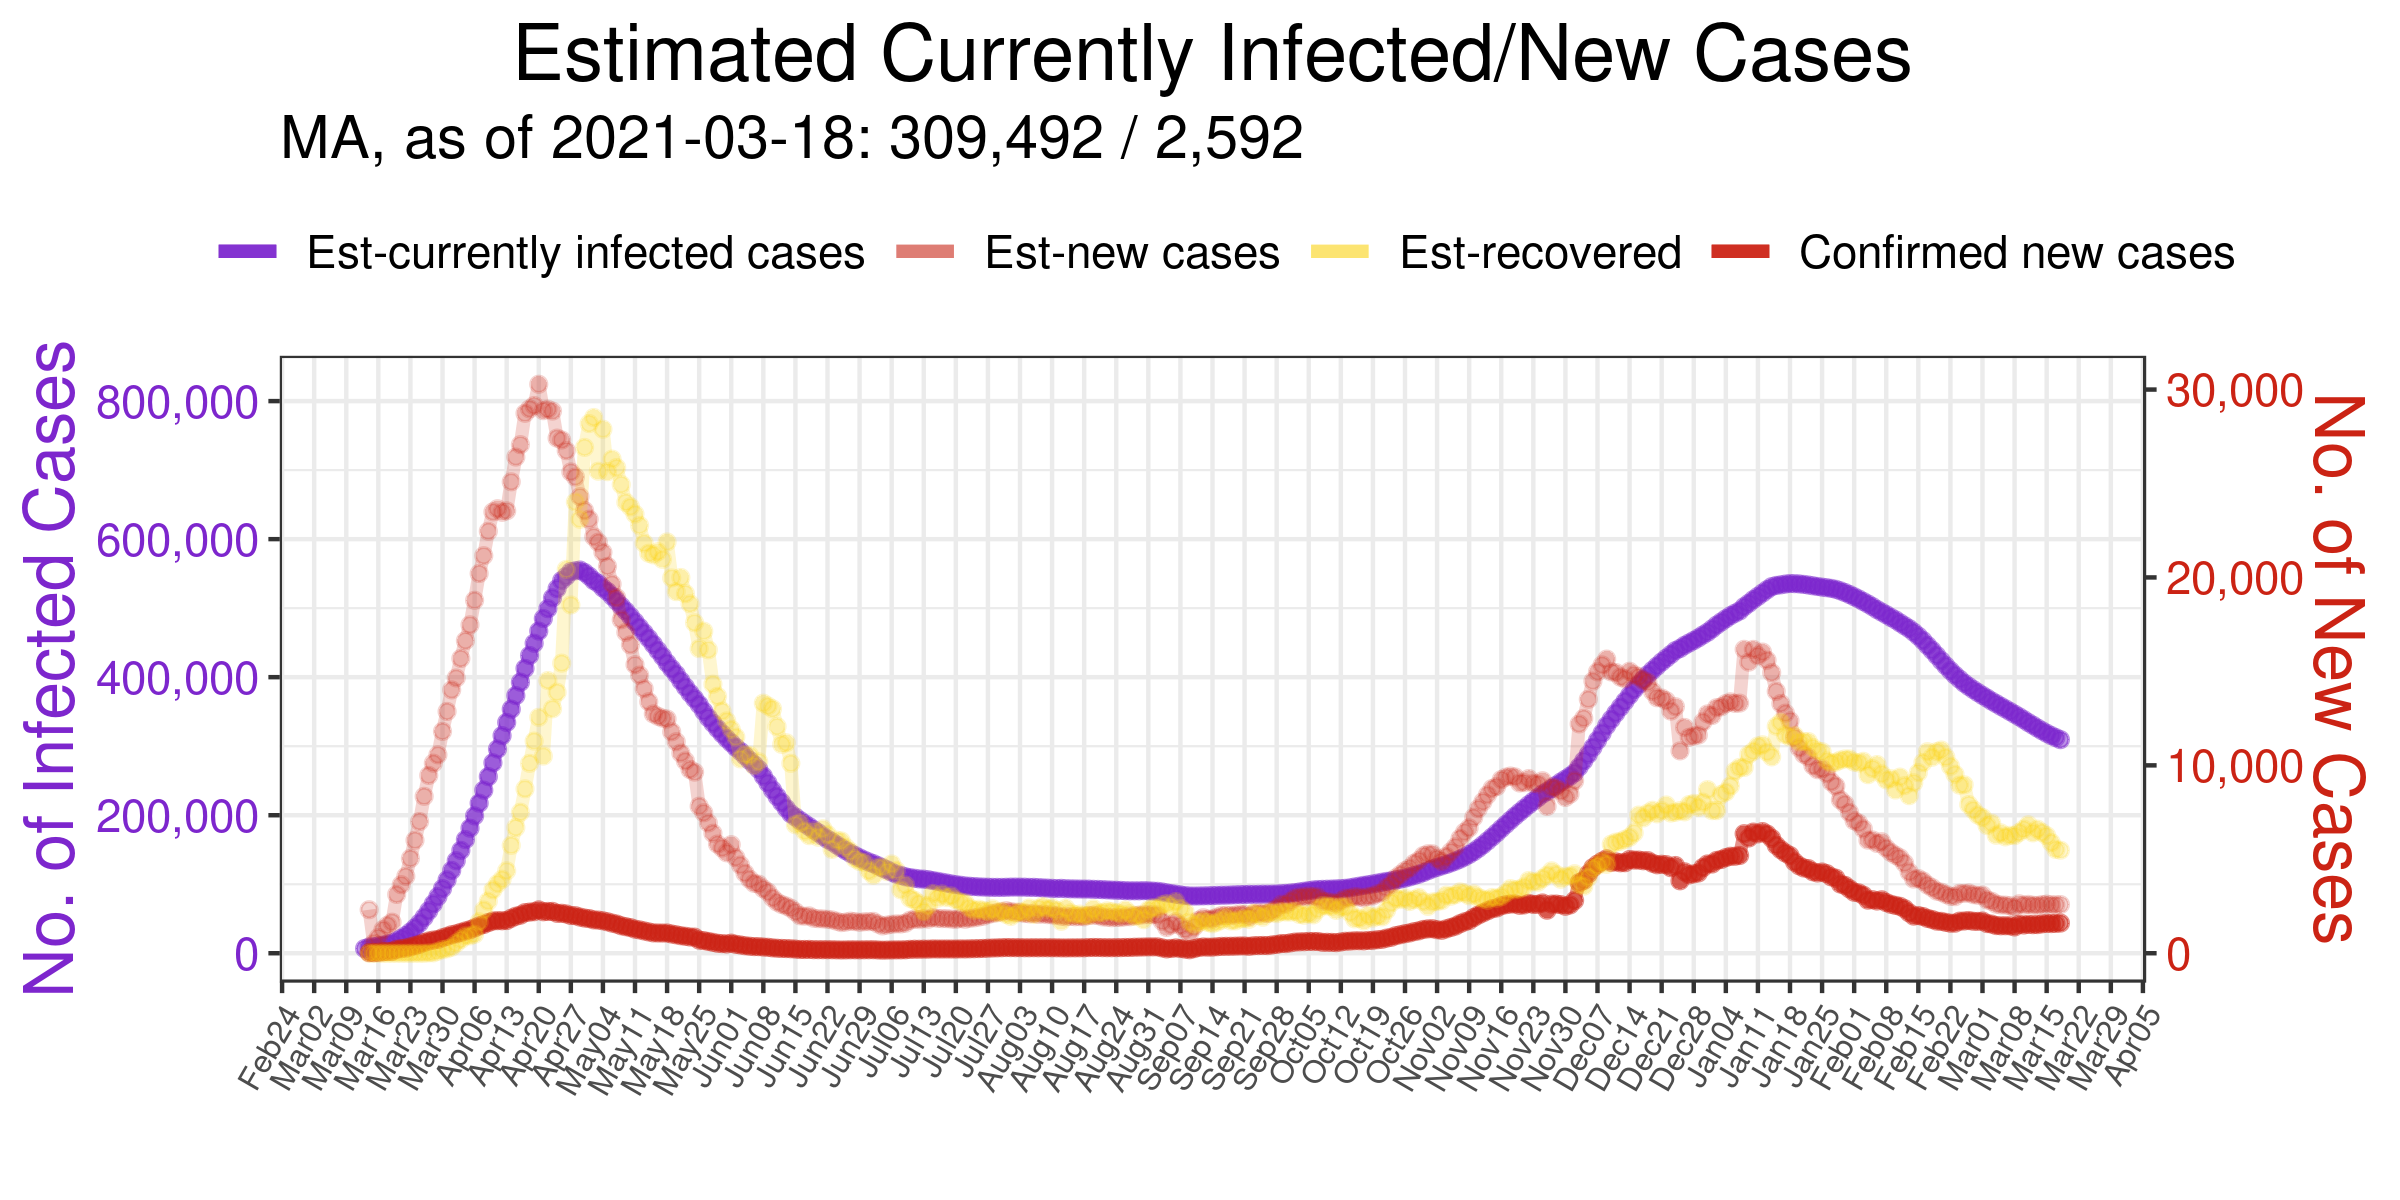 Estimated Currently Infected/New Cases
MA, as of 2021-03-18: 309,492 / 2,592
Est-currently infected cases
Est-new cases
Est-recovered
Confirmed new cases
No. of Infected Cases
800,000
600,000
400,000
200,000
0
30,000
20,000
10,000
0
No. of New Cases
Feb24
Mar02
Mar09
Mar16
Mar23
Mar30
Apr06
Apr13
Apr20
Apr27
May04
May11
May18
May25
Jun01
Jun08
Jun15
Jun22
Jun29
Jul06
Jul13
Jul20
Jul27
Aug03
Aug10
Aug17
Aug24
Aug31
Sep07
Sep14
Sep21
Sep28
Oct05
Oct12
Oct19
Oct26
Nov02
Nov09
Nov16
Nov23
Nov30
Dec07
Dec14
Dec21
Dec28
Jan04
Jan11
Jan18
Jan25
Feb01
Feb08
Feb15
Feb22
Mar01
Mar08
Mar15
Mar22
Mar29
Apr05